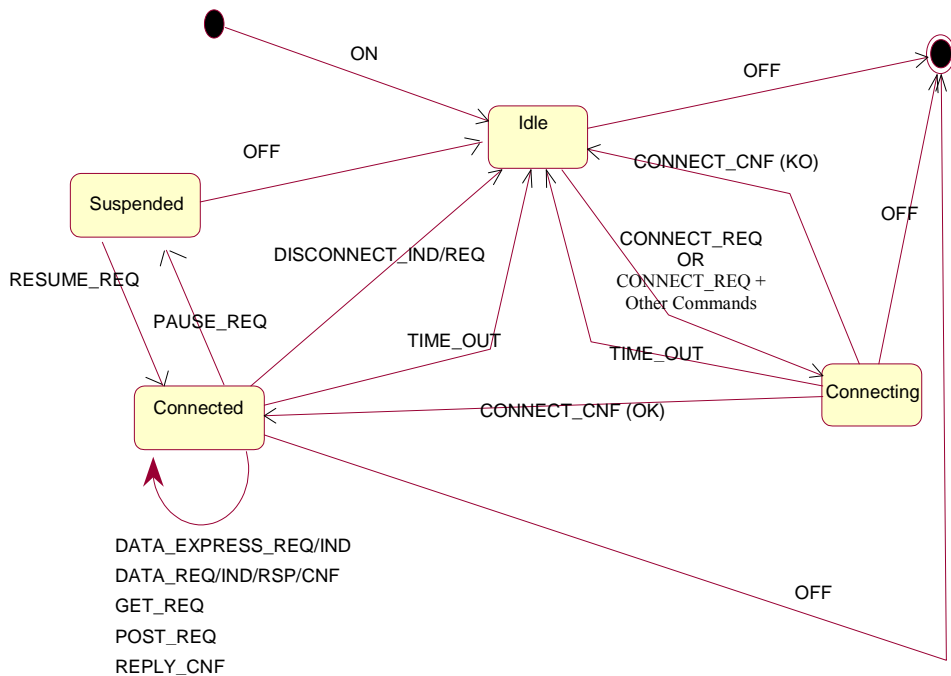 ON
OFF
Idle
OFF
CONNECT_CNF (KO)
Suspended
OFF
CONNECT_REQ
OR
CONNECT_REQ +
Other Commands
DISCONNECT_IND/REQ
RESUME_REQ
PAUSE_REQ
TIME_OUT
TIME_OUT
Connected
Connecting
CONNECT_CNF (OK)
DATA_EXPRESS_REQ/IND
DATA_REQ/IND/RSP/CNF
GET_REQ
POST_REQ
REPLY_CNF
OFF